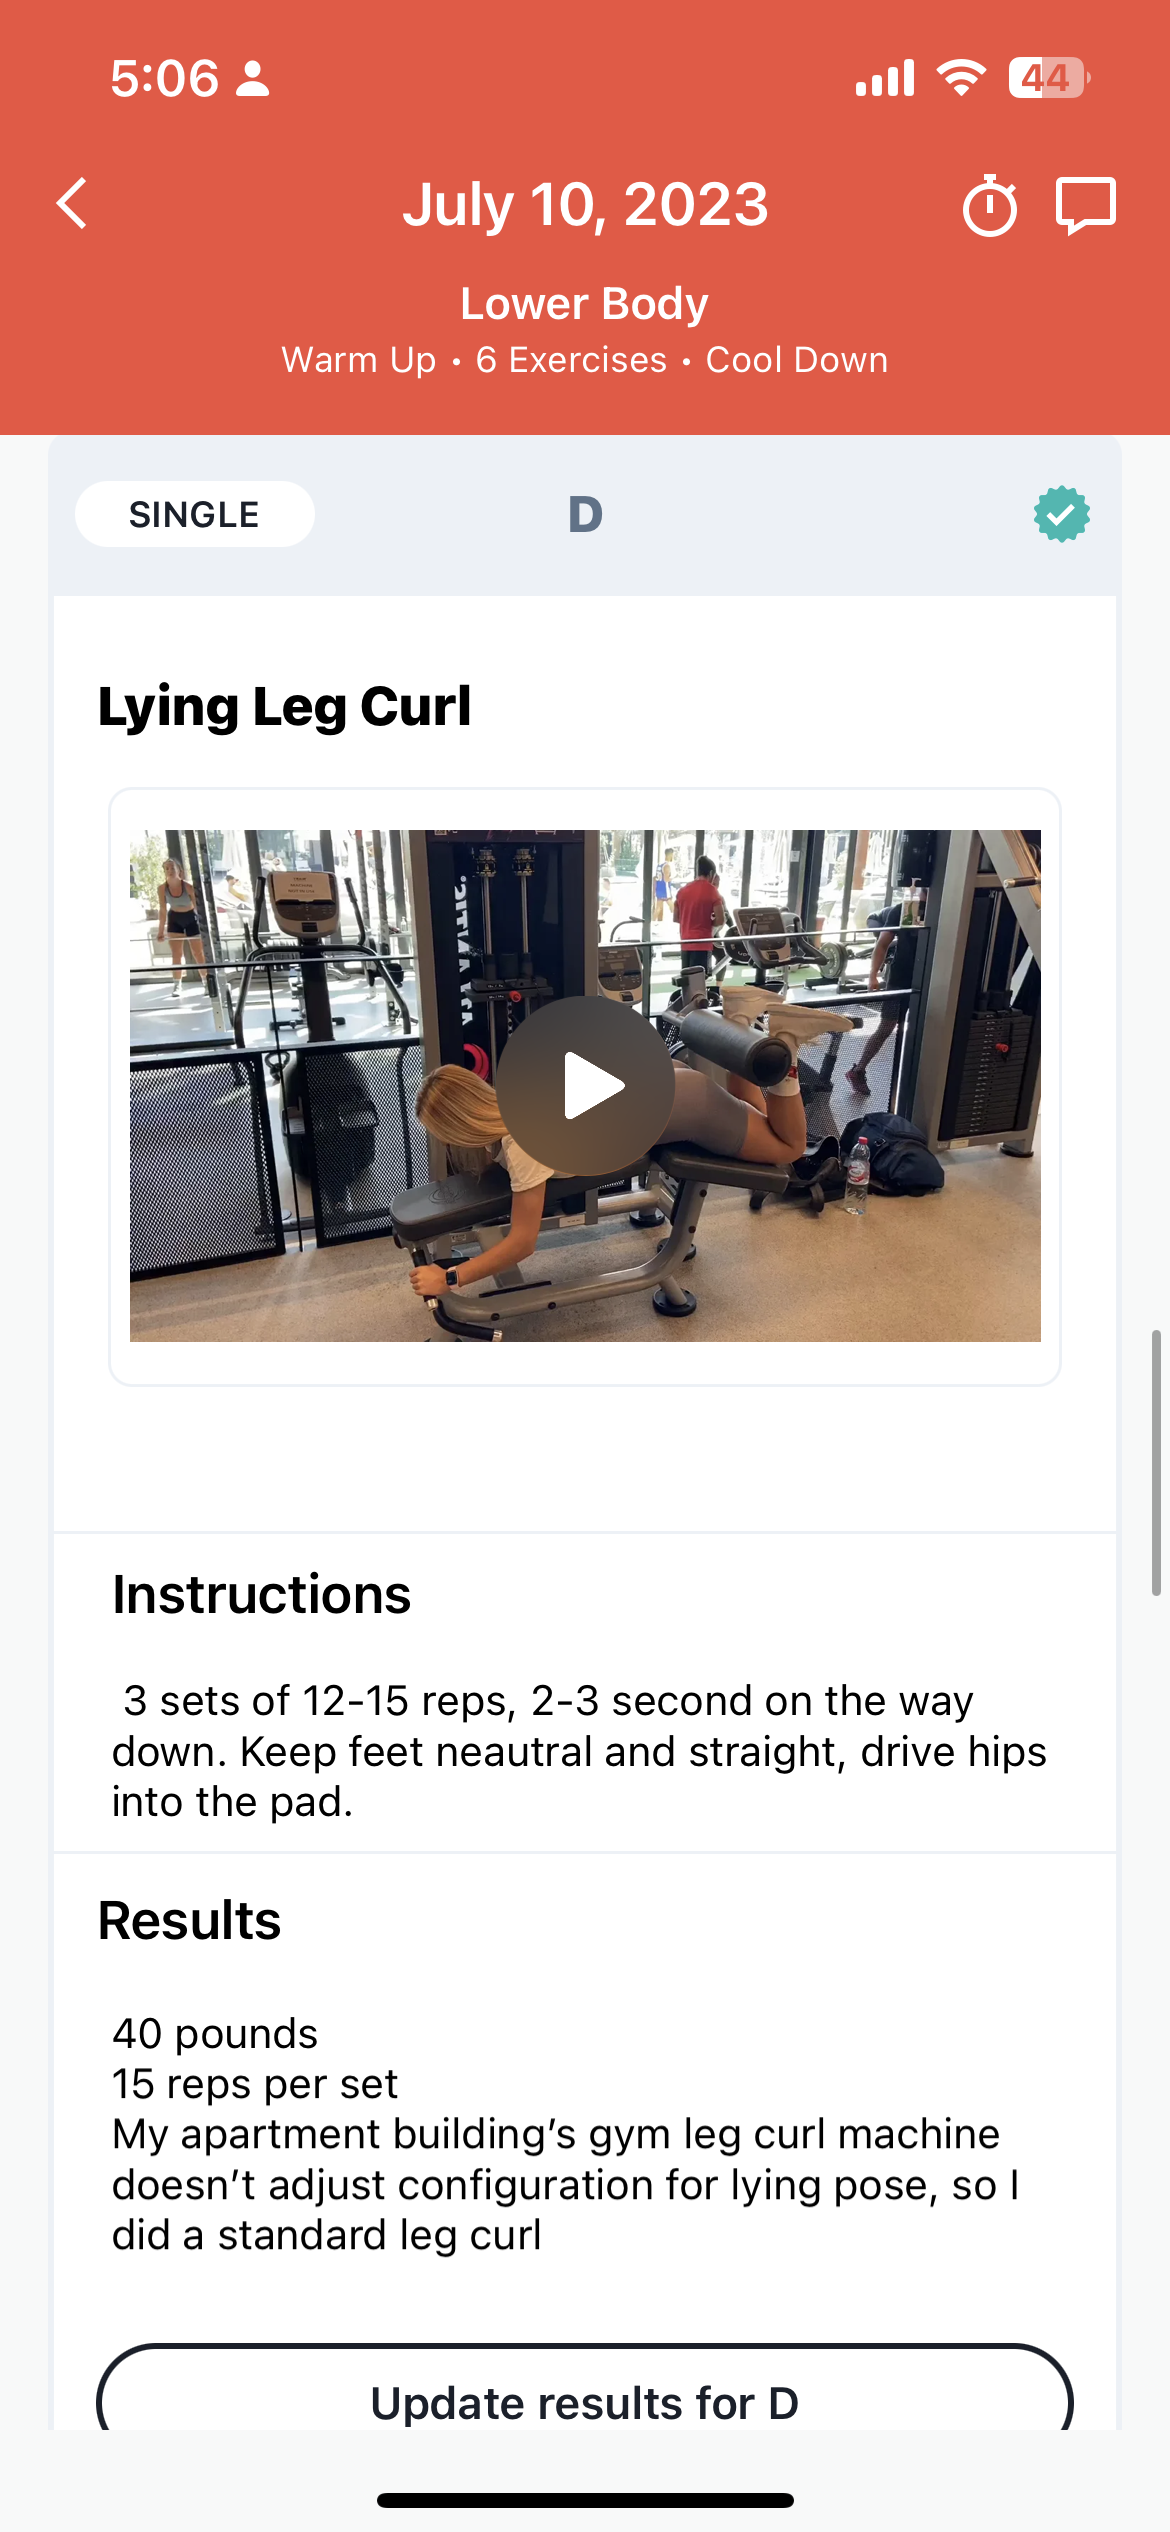 5:06
44
July 10, 2023
Lower Body
Warm Up • 6 Exercises • Cool Down
SINGLE
D
Lying Leg Curl
Instructions
3 sets of 12-15 reps, 2-3 second on the way
down. Keep feet neautral and straight, drive hips
into the pad.
Results
40 pounds
15 reps per set
My apartment building’s gym leg curl machine
doesn’t adjust configuration for lying pose, so I
did a standard leg curl
Update results for D